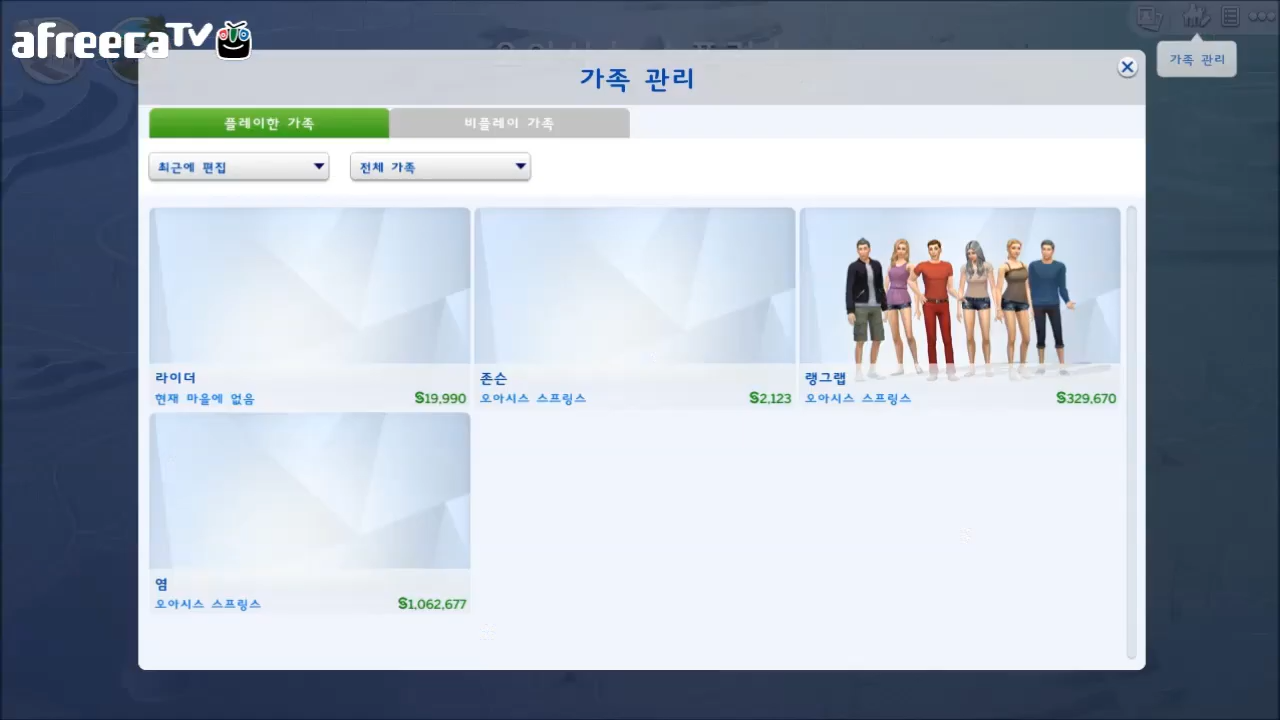 afreecaTV
가족 관리
가족 관리
플레이한 가족
비플레이 가족
최근에 편집
전체 가족
라이더
현재 마을에 없음
$19,990
존슨
오아시스 스프링스
$2,123
랭그랩
오아시스 스프링스
$329,670
염
오아시스 스프링스
$1,062,677